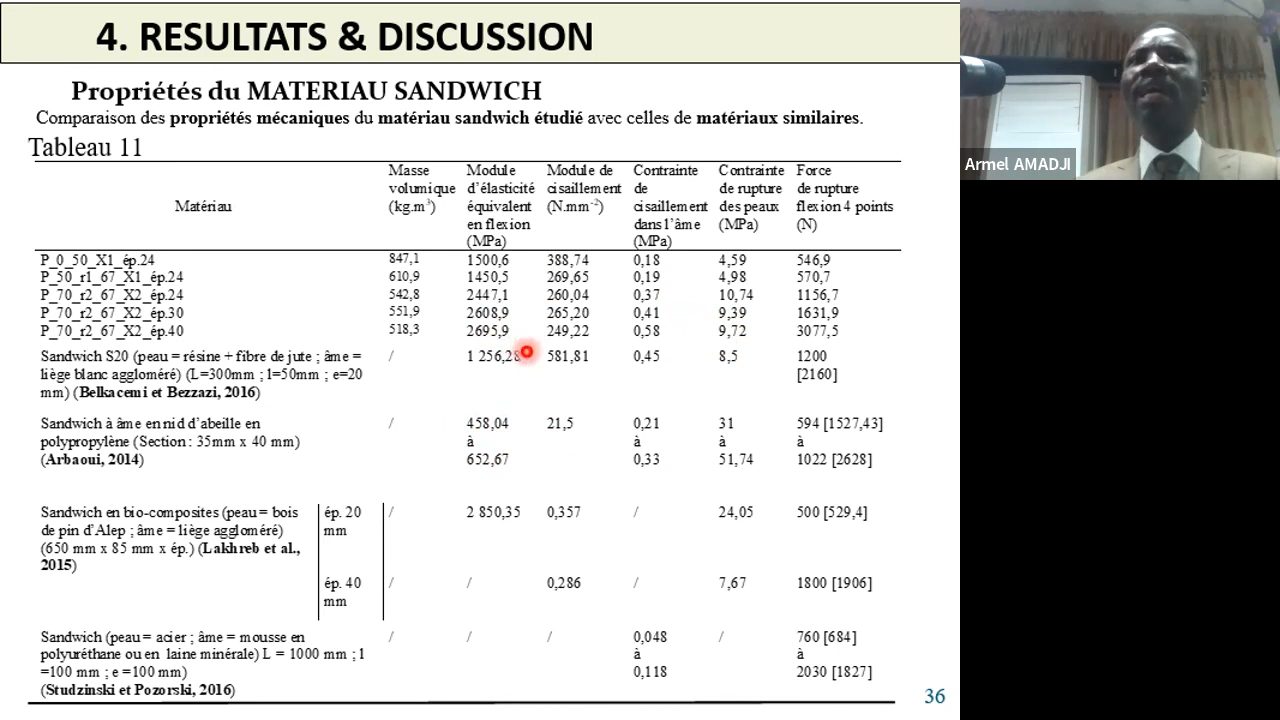 4. RESULTATS & DISCUSSION
Propriétés du MATERIAU SANDWICH
Comparaison des propriétés mécaniques du matériau sandwich étudié avec celles de matériaux similaires.
Tableau 11
Matériau
Masse volumique (kg.m³)
Module d'élasticité équivalent en flexion (MPa)
Module de cisaillement (N.mm⁻²)
Contrainte de cisaillement dans l'âme (MPa)
Contrainte de rupture des peaux (MPa)
Force de rupture flexion 4 points (N)
P_0_50_X1_ép.24 847,1 1500,6 388,74 0,18 4,59 546,9
P_50_r1_67_X1_ép.24 610,9 1450,5 269,65 0,19 4,98 570,7
P_70_r2_67_X2_ép.24 542,8 2447,1 260,04 0,37 10,74 1156,7
P_70_r2_67_X2_ép.30 551,9 2608,9 265,20 0,41 9,39 1631,9
P_70_r2_67_X2_ép.40 518,3 2695,9 249,22 0,58 9,72 3077,5
Sandwich S20 (peau = résine + fibre de jute ; âme = / 1 256,28 581,81 0,45 8,5 1200
liège blanc aggloméré) (L=300mm ; l=50mm ; e=20 [2160]
mm) (Belkacemi et Bezzazi, 2016)
Sandwich à âme en nid d'abeille en / 458,04 21,5 0,21 31 594 [1527,43]
polypropylène (Section : 35mm x 40 mm) à à à à
(Arbaoui, 2014) 652,67 0,33 51,74 1022 [2628]
Sandwich en bio-composites (peau = bois ép. 20 / 2 850,35 0,357 / 24,05 500 [529,4]
de pin d'Alep ; âme = liège aggloméré) mm
(650 mm x 85 mm x ép.) (Lakhreb et al.,
2015)
ép. 40 / / 0,286 / 7,67 1800 [1906]
mm
Sandwich (peau = acier ; âme = mousse en / / / 0,048 / 760 [684]
polyuréthane ou en laine minérale) L = 1000 mm ; l à à
=100 mm ; e =100 mm) 0,118 2030 [1827]
(Studzinski et Pozorski, 2016)
36
Armel AMADJI